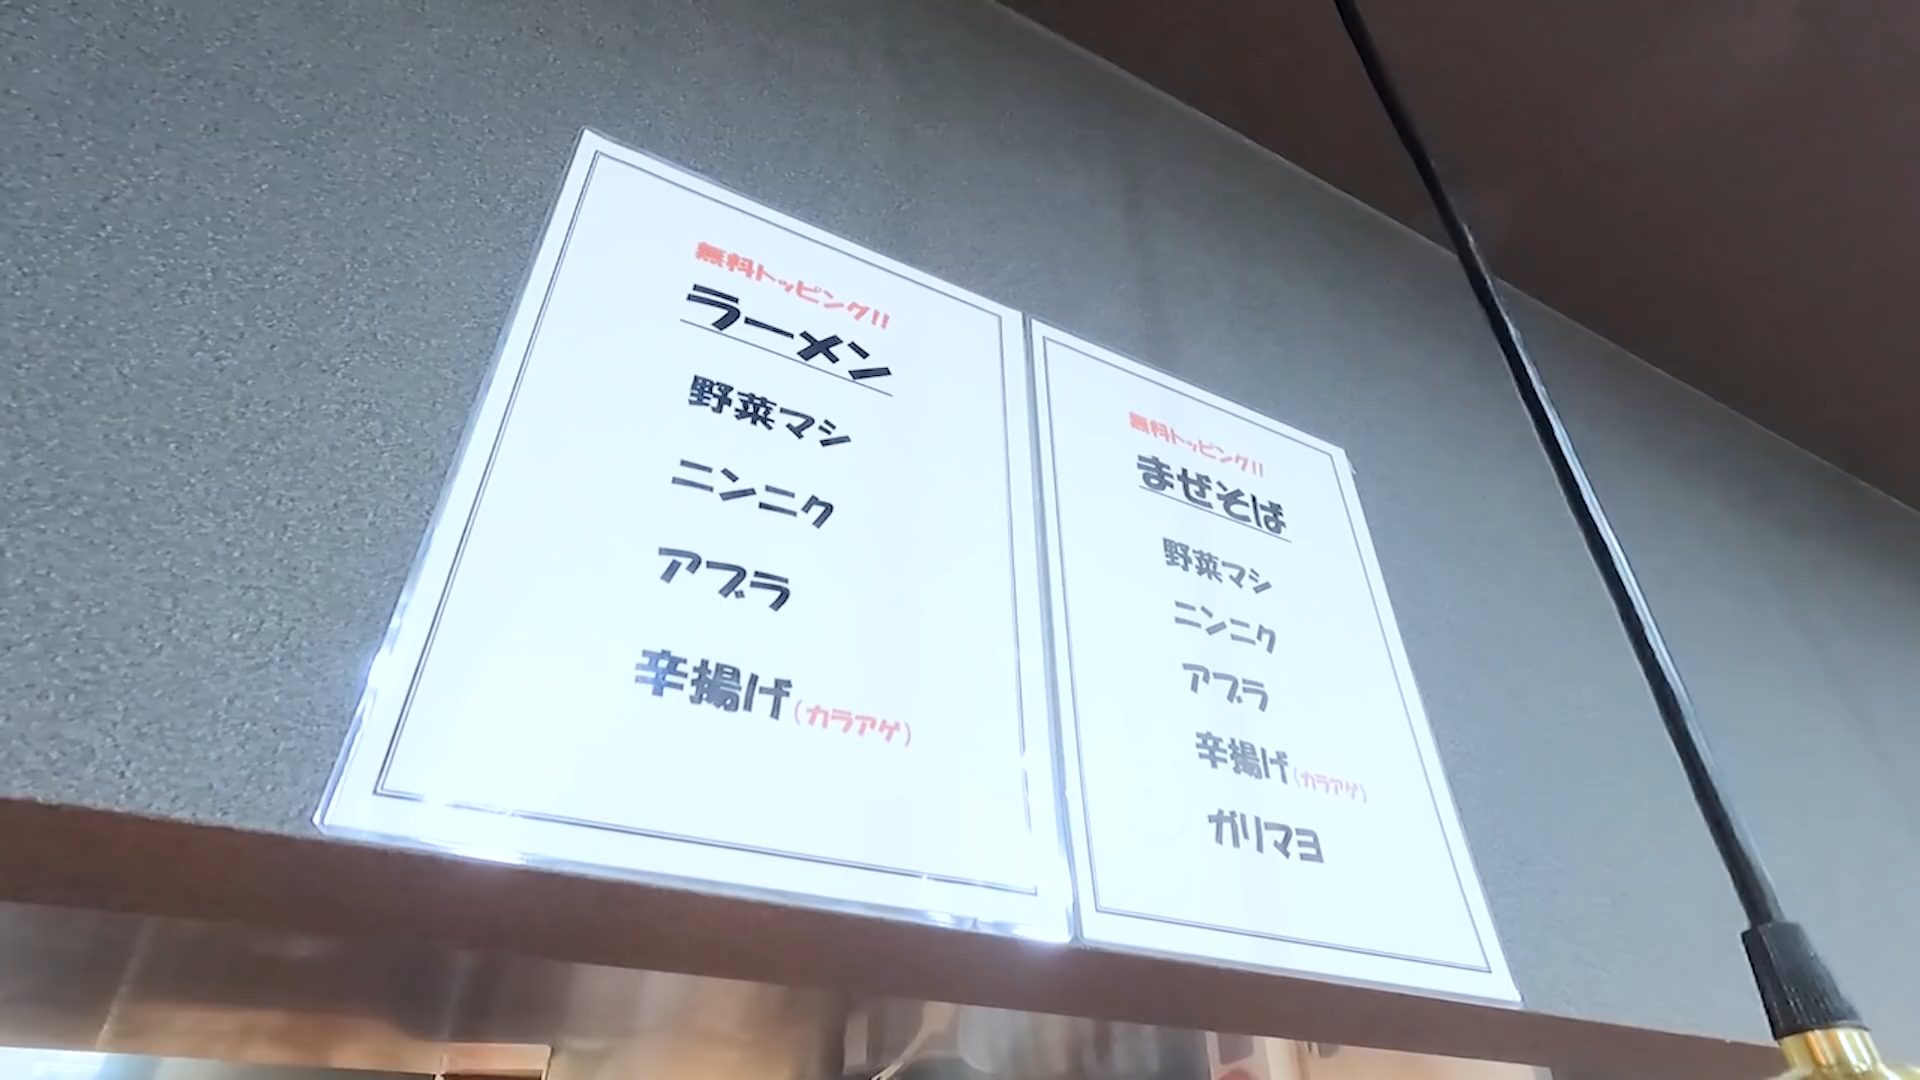 無料トッピング!!
ラーメン
野菜マシ
ニンニク
アブラ
辛揚げ(カラアゲ)
無料トッピング!!
まぜそば
野菜マシ
ニンニク
アブラ
辛揚げ(カラアゲ)
ガリマヨ